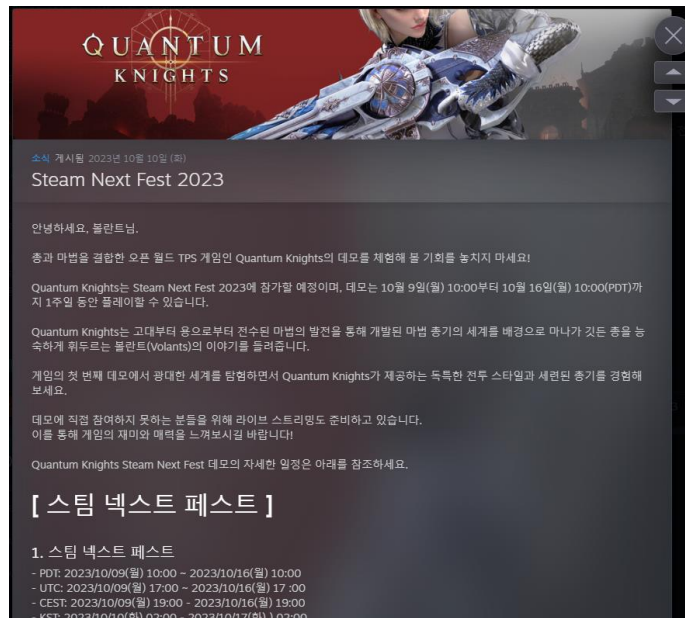 QUANTUM
KNIGHTS
소식 게시됨 2023년 10월 10일 (화)
Steam Next Fest 2023
안녕하세요, 볼란트님.
총과 마법을 결합한 오픈 월드 TPS 게임인 Quantum Knights의 데모를 체험해 볼 기회를 놓치지 마세요!
Quantum Knights는 Steam Next Fest 2023에 참가할 예정이며, 데모는 10월 9일(월) 10:00부터 10월 16일(월) 10:00(PDT)까
지 1주일 동안 플레이할 수 있습니다.
Quantum Knights는 고대부터 용으로부터 전수된 마법의 발전을 통해 개발된 마법 총기의 세계를 배경으로 마나가 깃든 총을 능
숙하게 휘두르는 볼란트(Volants)의 이야기를 들려줍니다.
게임의 첫 번째 데모에서 광대한 세계를 탐험하면서 Quantum Knights가 제공하는 독특한 전투 스타일과 세련된 총기를 경험해
보세요.
데모에 직접 참여하지 못하는 분들을 위해 라이브 스트리밍도 준비하고 있습니다.
이를 통해 게임의 재미와 매력을 느껴보시길 바랍니다!
Quantum Knights Steam Next Fest 데모의 자세한 일정은 아래를 참조하세요.
[ 스팀 넥스트 페스트 ]
1. 스팀 넥스트 페스트
- PDT: 2023/10/09(월) 10:00 ~ 2023/10/16(월) 10:00
- UTC: 2023/10/09(월) 17:00 ~ 2023/10/16(월) 17 :00
- CEST: 2023/10/09(월) 19:00 - 2023/10/16(월) 19:00
- KST: 2023/10/10(화) 02:00 - 2023/10/17(화) ) 02:00